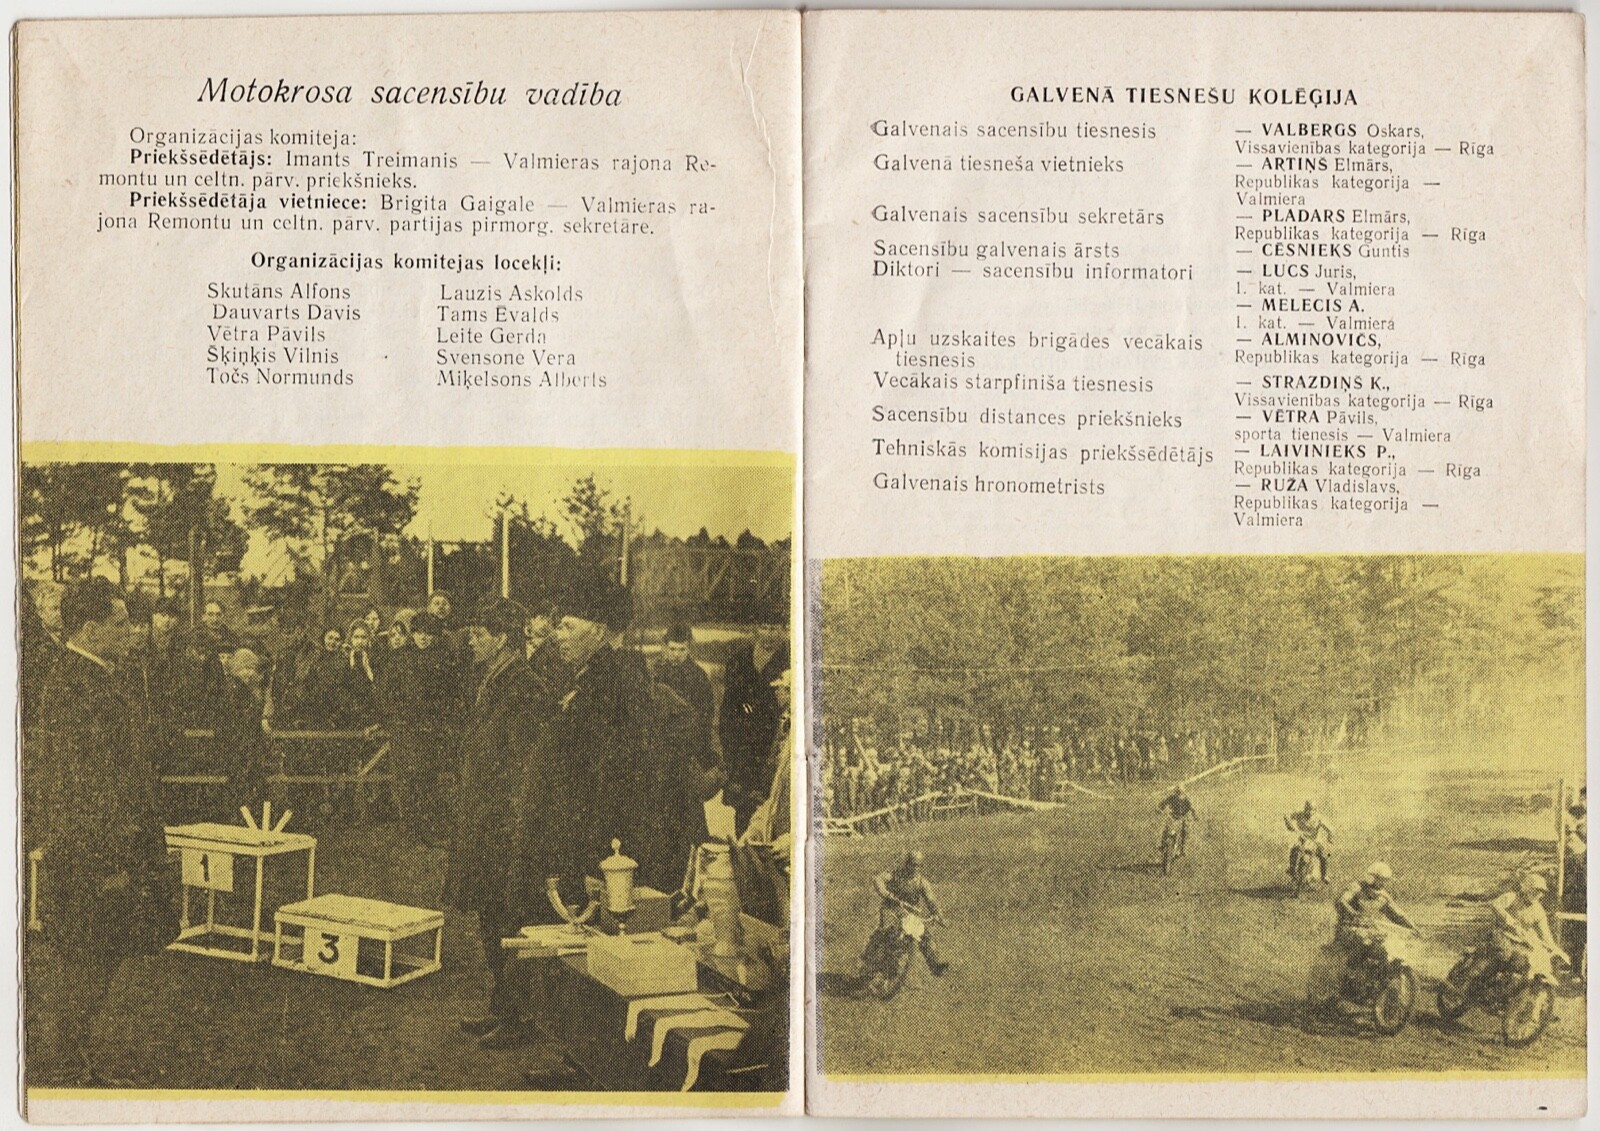 Motokrosa sacensību vadība
Organizācijas komiteja:
Priekšsēdētājs: Imants Treimanis — Valmieras rajona Re-
montu un celtn. pārv. priekšnieks.
Priekšsēdētāja vietniece: Brigita Gaigale — Valmieras ra-
jona Remontu un celtn. pārv. partijas pirmorg. sekretāre.
Organizācijas komitejas locekļi:
Skutāns Alfons
Dauvarts Dāvis
Vētra Pāvils
Šķiņķis Vilnis
Točs Normunds
Lauzis Askolds
Tams Ēvalds
Leite Gerda
Svensone Vera
Miķelsons Alberts
1
3
GALVENĀ TIESNEŠU KOLĒĢIJA
Galvenais sacensību tiesnesis
— VALBERGS Oskars,
Vissavienības kategorija — Rīga
Galvenā tiesneša vietnieks
— ARTIŅŠ Elmārs,
Republikas kategorija —
Valmiera
Galvenais sacensību sekretārs
— PLADARS Elmārs,
Republikas kategorija — Rīga
Sacensību galvenais ārsts
— CĒSNIEKS Guntis
Diktori — sacensību informatori
— LUCS Juris,
1. kat. — Valmiera
— MELECIS A.
1. kat. — Valmiera
Apļu uzskaites brigādes vecākais
tiesnesis
— ALMINOVIČS,
Republikas kategorija — Rīga
Vecākais starpfiniša tiesnesis
— STRAZDIŅŠ K.,
Vissavienības kategorija — Rīga
Sacensību distances priekšnieks
— VĒTRA Pāvils,
sporta tienesis — Valmiera
Tehniskās komisijas priekšsēdētājs
— LAIVINIEKS P.,
Republikas kategorija — Rīga
Galvenais hronometrists
— RUŽA Vladislavs,
Republikas kategorija —
Valmiera